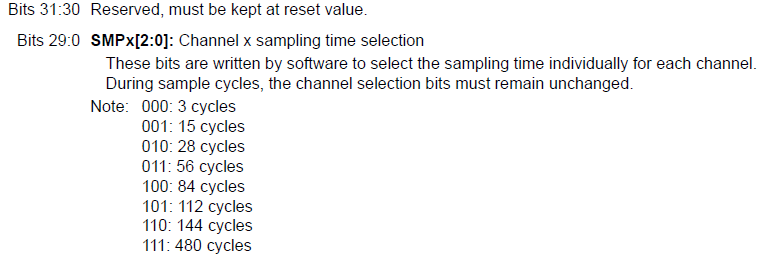 Bits 31:30 Reserved, must be kept at reset value.
Bits 29:0 SMPx[2:0]: Channel x sampling time selection
These bits are written by software to select the sampling time individually for each channel.
During sample cycles, the channel selection bits must remain unchanged.
Note: 000: 3 cycles
001: 15 cycles
010: 28 cycles
011: 56 cycles
100: 84 cycles
101: 112 cycles
110: 144 cycles
111: 480 cycles